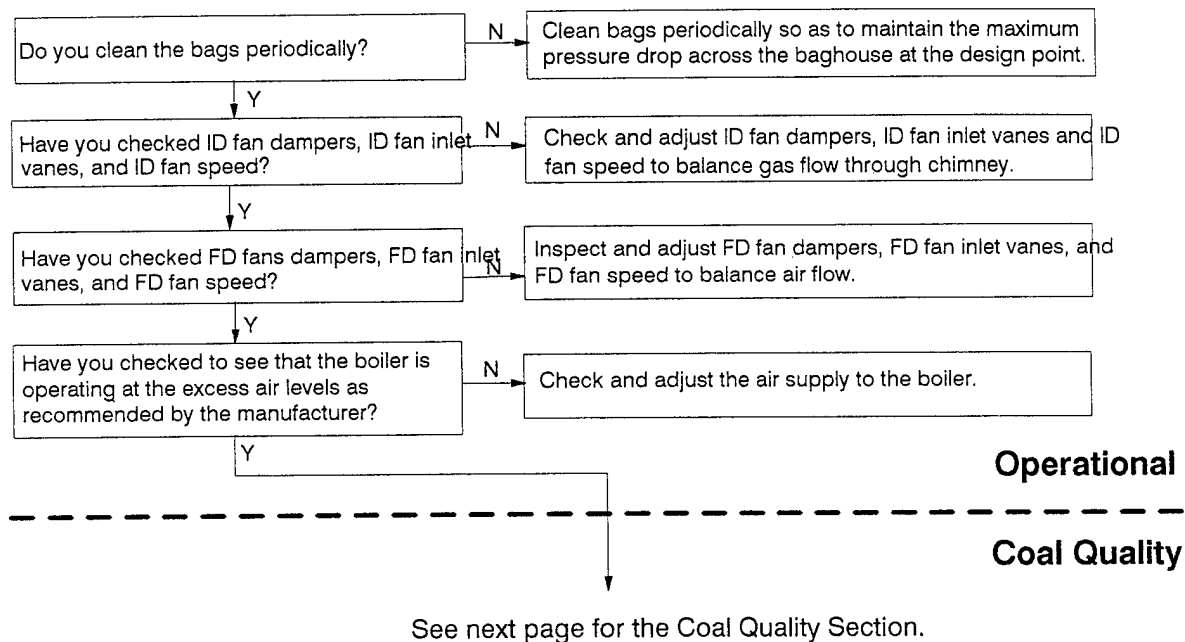 Do you clean the bags periodically?
N
Clean bags periodically so as to maintain the maximum
pressure drop across the baghouse at the design point.
Y
Have you checked ID fan dampers, ID fan inlet
vanes, and ID fan speed?
N
Check and adjust ID fan dampers, ID fan inlet vanes and ID
fan speed to balance gas flow through chimney.
Y
Have you checked FD fans dampers, FD fan inlet
vanes, and FD fan speed?
N
Inspect and adjust FD fan dampers, FD fan inlet vanes, and
FD fan speed to balance air flow.
Y
Have you checked to see that the boiler is
operating at the excess air levels as
recommended by the manufacturer?
N
Check and adjust the air supply to the boiler.
Y
Operational
Coal Quality
See next page for the Coal Quality Section.